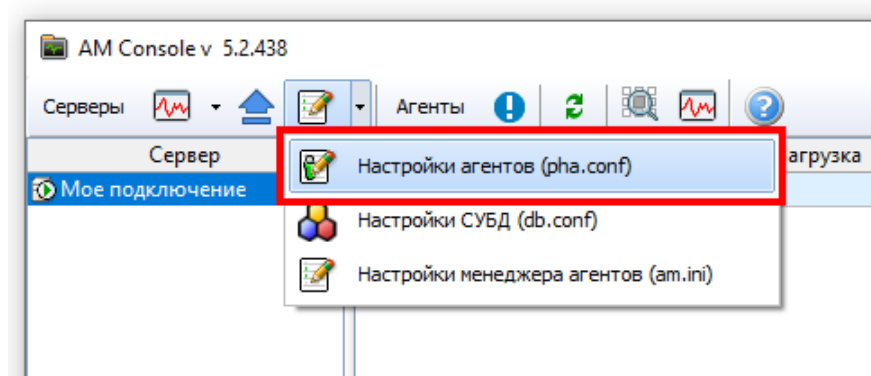 AM Console v 5.2.438
Серверы Агенты
Сервер агрузка
Настройки агентов (pha.conf)
Мое подключение
Настройки СУБД (db.conf)
Настройки менеджера агентов (am.ini)